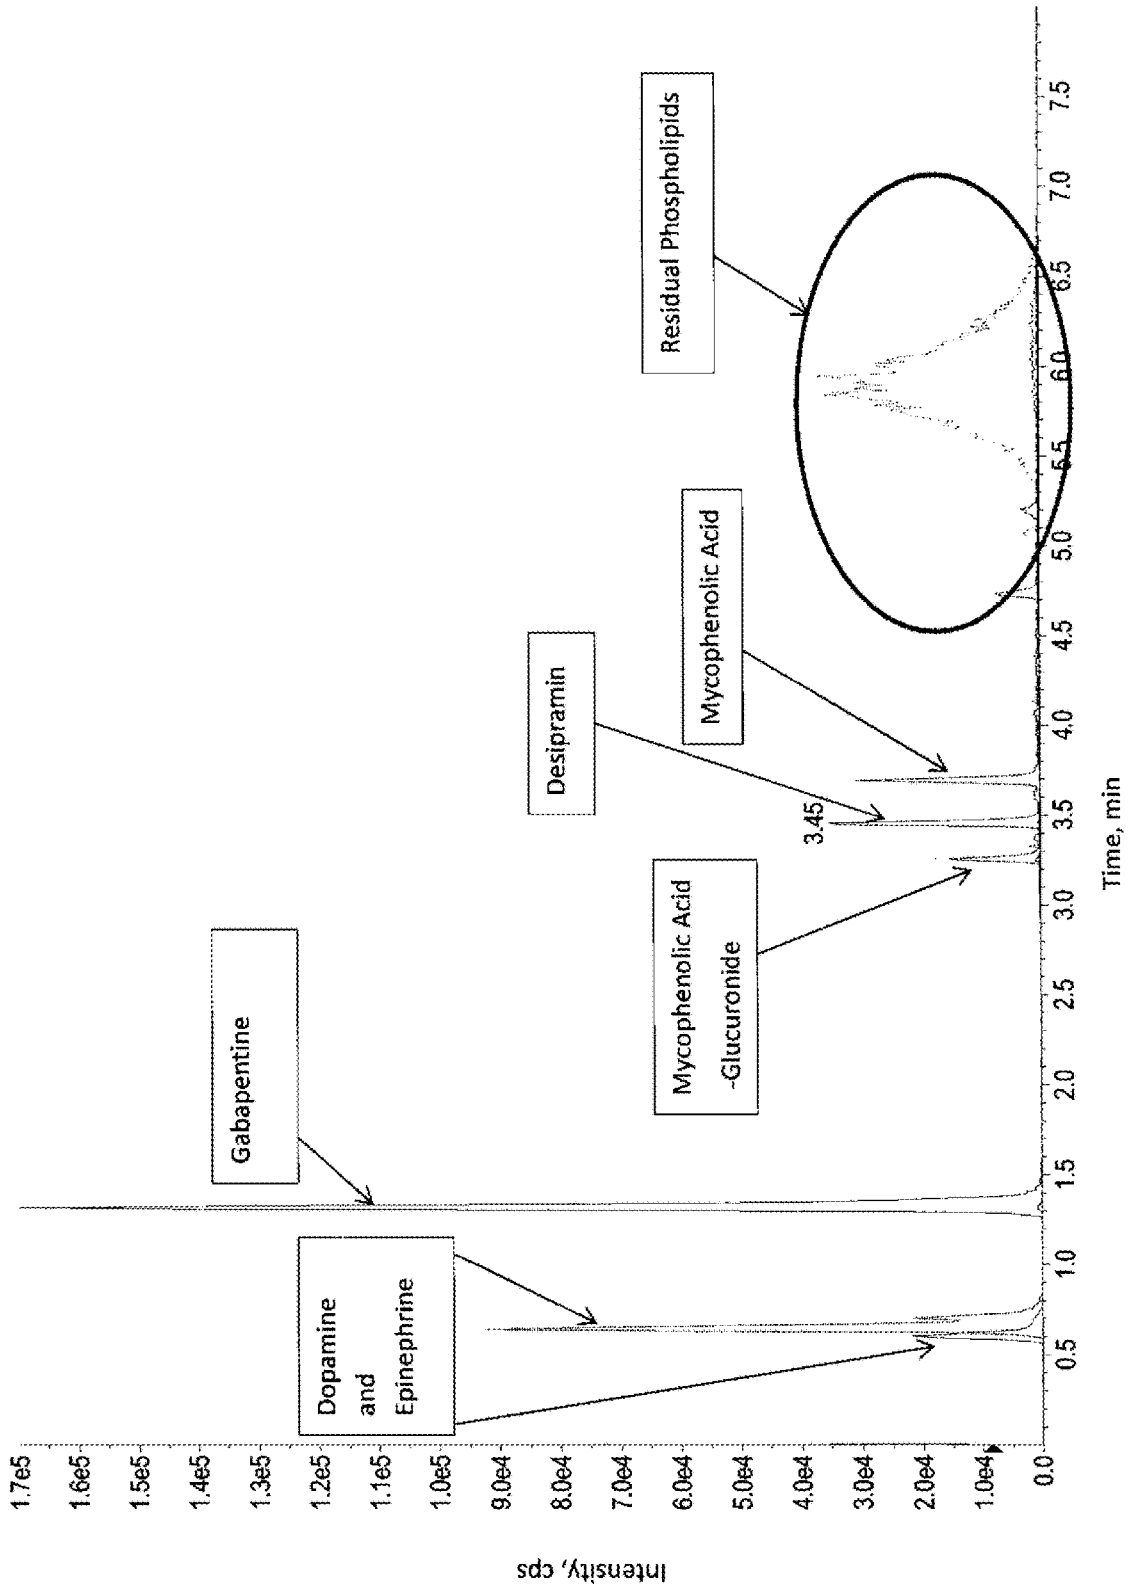 Intensity, cps
1.7e5
1.6e5
1.5e5
1.4e5
1.3e5
1.2e5
1.1e5
1.0e5
9.0e4
8.0e4
7.0e4
6.0e4
5.0e4
4.0e4
3.0e4
2.0e4
1.0e4
0.0
Dopamine
and
Epinephrine
Gabapentine
Mycophenolic Acid
-Glucuronide
3.45
Desipramin
Mycophenolic Acid
Residual Phospholipids
0.5 1.0 1.5 2.0 2.5 3.0 3.5 4.0 4.5 5.0 5.5 6.0 6.5 7.0 7.5
Time, min